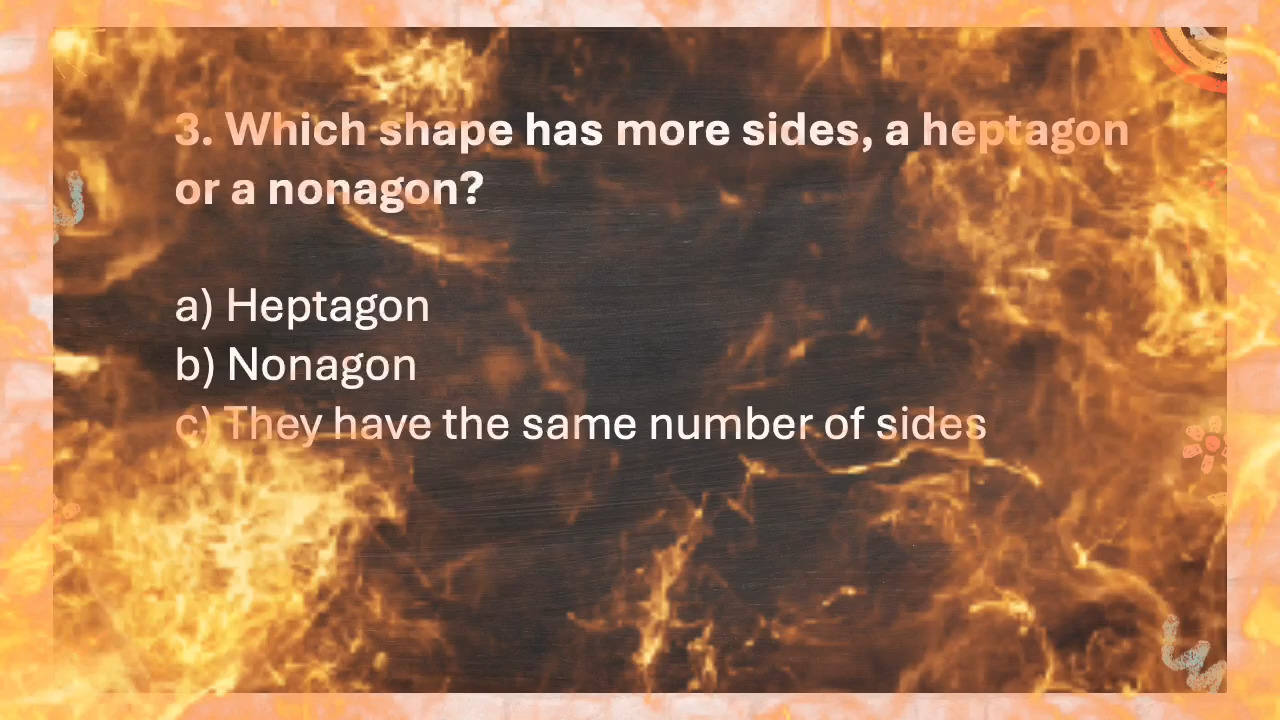 3. Which shape has more sides, a heptagon
or a nonagon?
a) Heptagon
b) Nonagon
c) They have the same number of sides